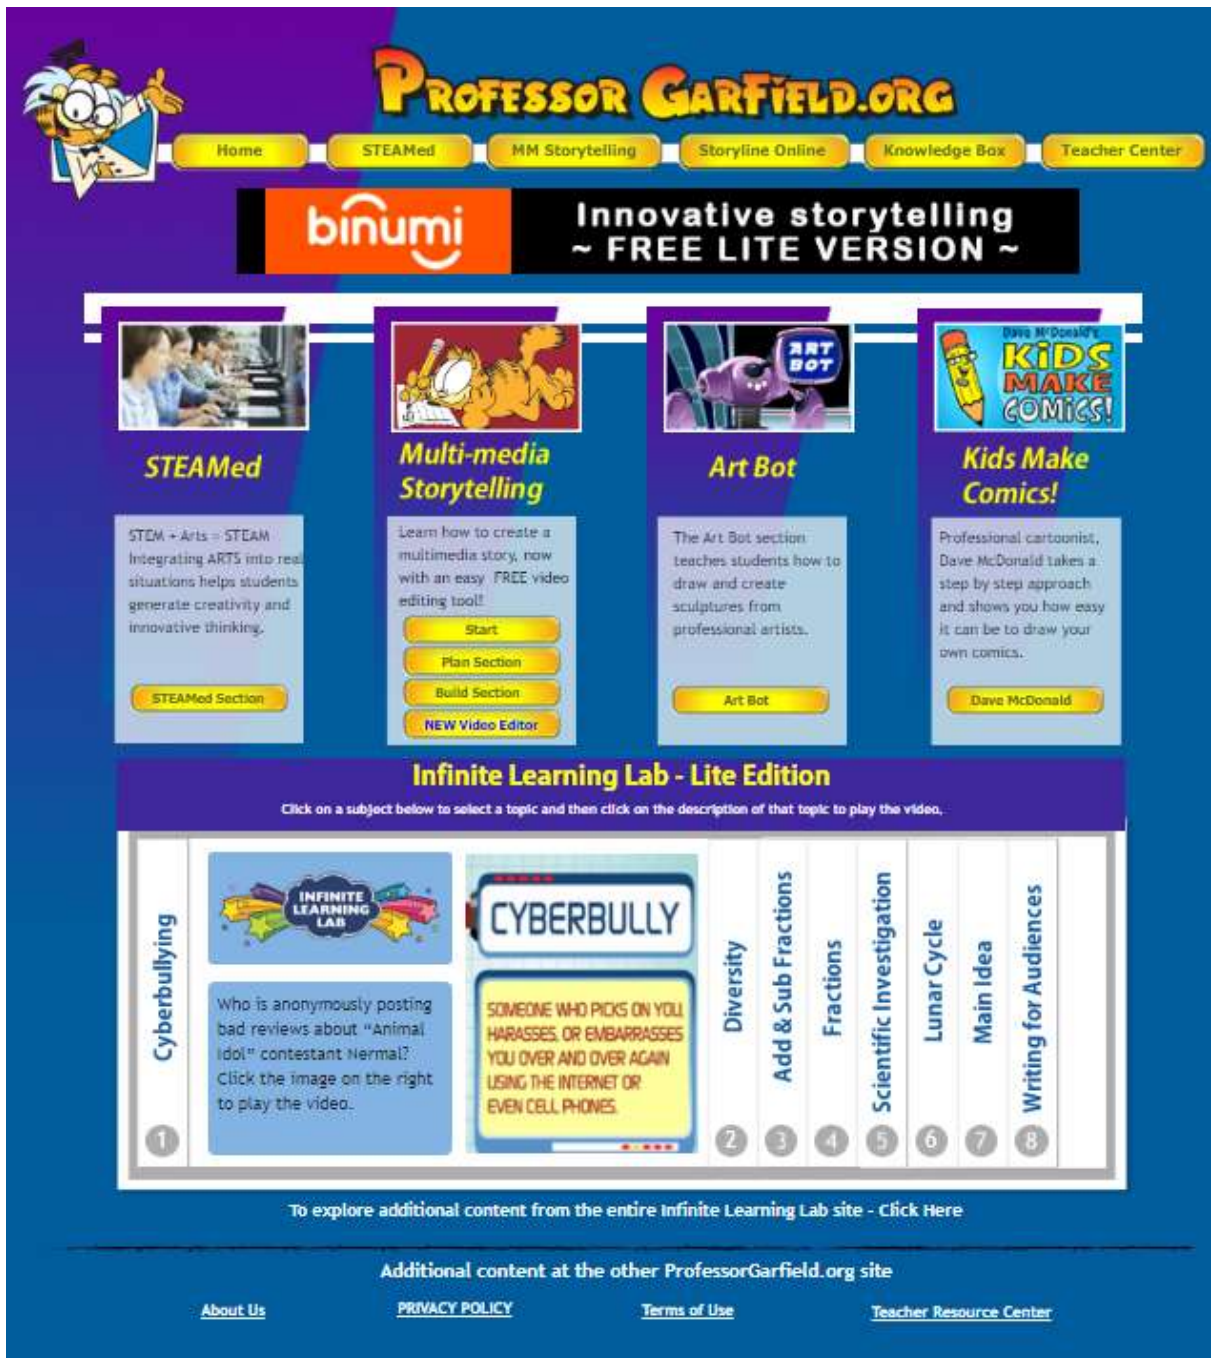 PROFESSOR GARFIELD.ORG
Home
STEAMed
MM Storytelling
Storyline Online
Knowledge Box
Teacher Center
binumi
Innovative storytelling
~ FREE LITE VERSION ~
ART
BOT
Dave McDonald's
KiDS
MAKE
COMiCS!
STEAMed
Multi-media
Storytelling
Art Bot
Kids Make
Comics!
STEM + Arts = STEAM
Integrating ARTS into real
situations helps students
generate creativity and
innovative thinking.
STEAMed Section
Learn how to create a
multimedia story, now
with an easy FREE video
editing tool!
Start
Plan Section
Build Section
NEW Video Editor
The Art Bot section
teaches students how to
draw and create
sculptures from
professional artists.
Art Bot
Professional cartoonist,
Dave McDonald takes a
step by step approach
and shows you how easy
it can be to draw your
own comics.
Dave McDonald
Infinite Learning Lab - Lite Edition
Click on a subject below to select a topic and then click on the description of that topic to play the video.
Cyberbullying
1
INFINITE
LEARNING
LAB
Who is anonymously posting
bad reviews about "Animal
Idol" contestant Nermal?
Click the image on the right
to play the video.
CYBERBULLY
SOMEONE WHO PICKS ON YOU,
HARASSES, OR EMBARRASSES
YOU OVER AND OVER AGAIN
USING THE INTERNET OR
EVEN CELL PHONES.
Diversity
2
Add & Sub Fractions
3
Fractions
4
Scientific Investigation
5
Lunar Cycle
6
Main Idea
7
Writing for Audiences
8
To explore additional content from the entire Infinite Learning Lab site - Click Here
Additional content at the other ProfessorGarfield.org site
About Us
PRIVACY POLICY
Terms of Use
Teacher Resource Center